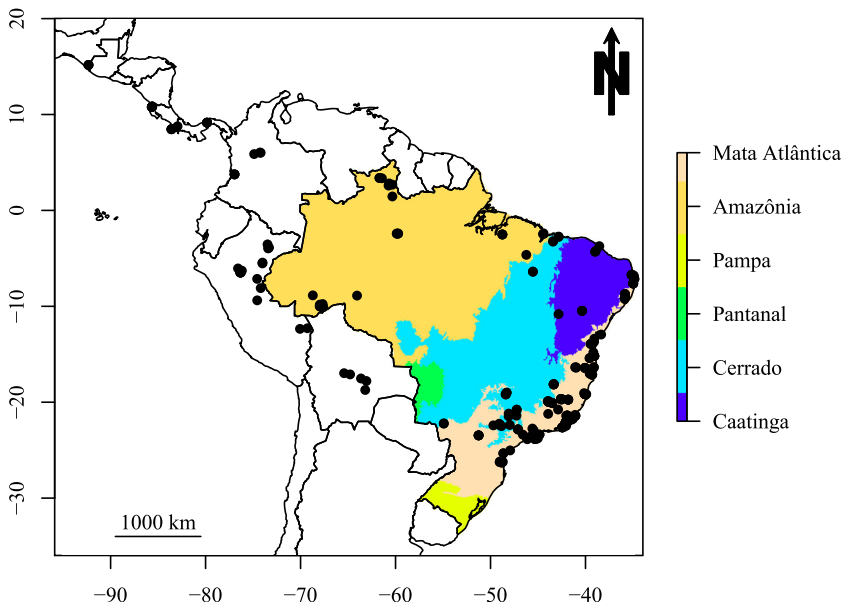 20
10
0
−10
−20
−30
N
1000 km
−90
−80
−70
−60
−50
−40
Mata Atlântica
Amazônia
Pampa
Pantanal
Cerrado
Caatinga